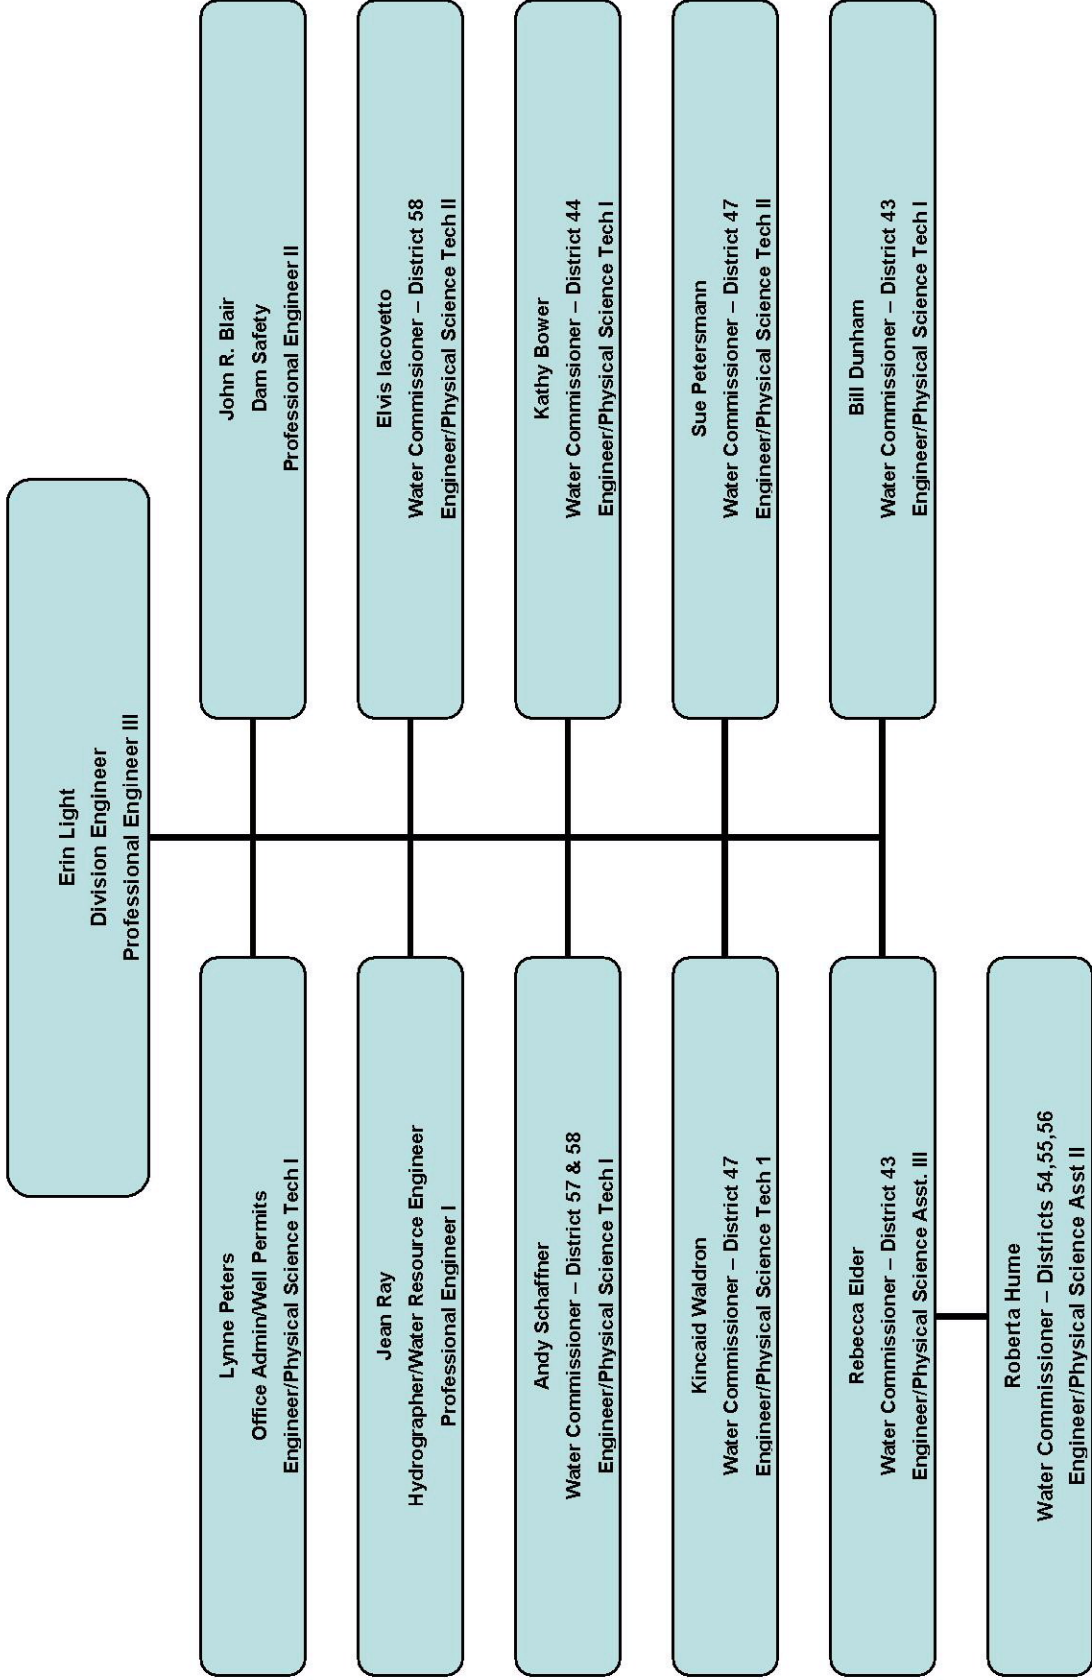 Erin Light
Division Engineer
Professional Engineer III
Lynne Peters
Office Admin/Well Permits
Engineer/Physical Science Tech I
John R. Blair
Dam Safety
Professional Engineer II
Jean Ray
Hydrographer/Water Resource Engineer
Professional Engineer I
Elvis Iacovetto
Water Commissioner – District 58
Engineer/Physical Science Tech II
Andy Schaffner
Water Commissioner – District 57 & 58
Engineer/Physical Science Tech I
Kathy Bower
Water Commissioner – District 44
Engineer/Physical Science Tech I
Kincaid Waldron
Water Commissioner – District 47
Engineer/Physical Science Tech 1
Sue Petersmann
Water Commissioner – District 47
Engineer/Physical Science Tech II
Rebecca Elder
Water Commissioner – District 43
Engineer/Physical Science Asst. III
Bill Dunham
Water Commissioner – District 43
Engineer/Physical Science Tech I
Roberta Hume
Water Commissioner – Districts 54,55,56
Engineer/Physical Science Asst II